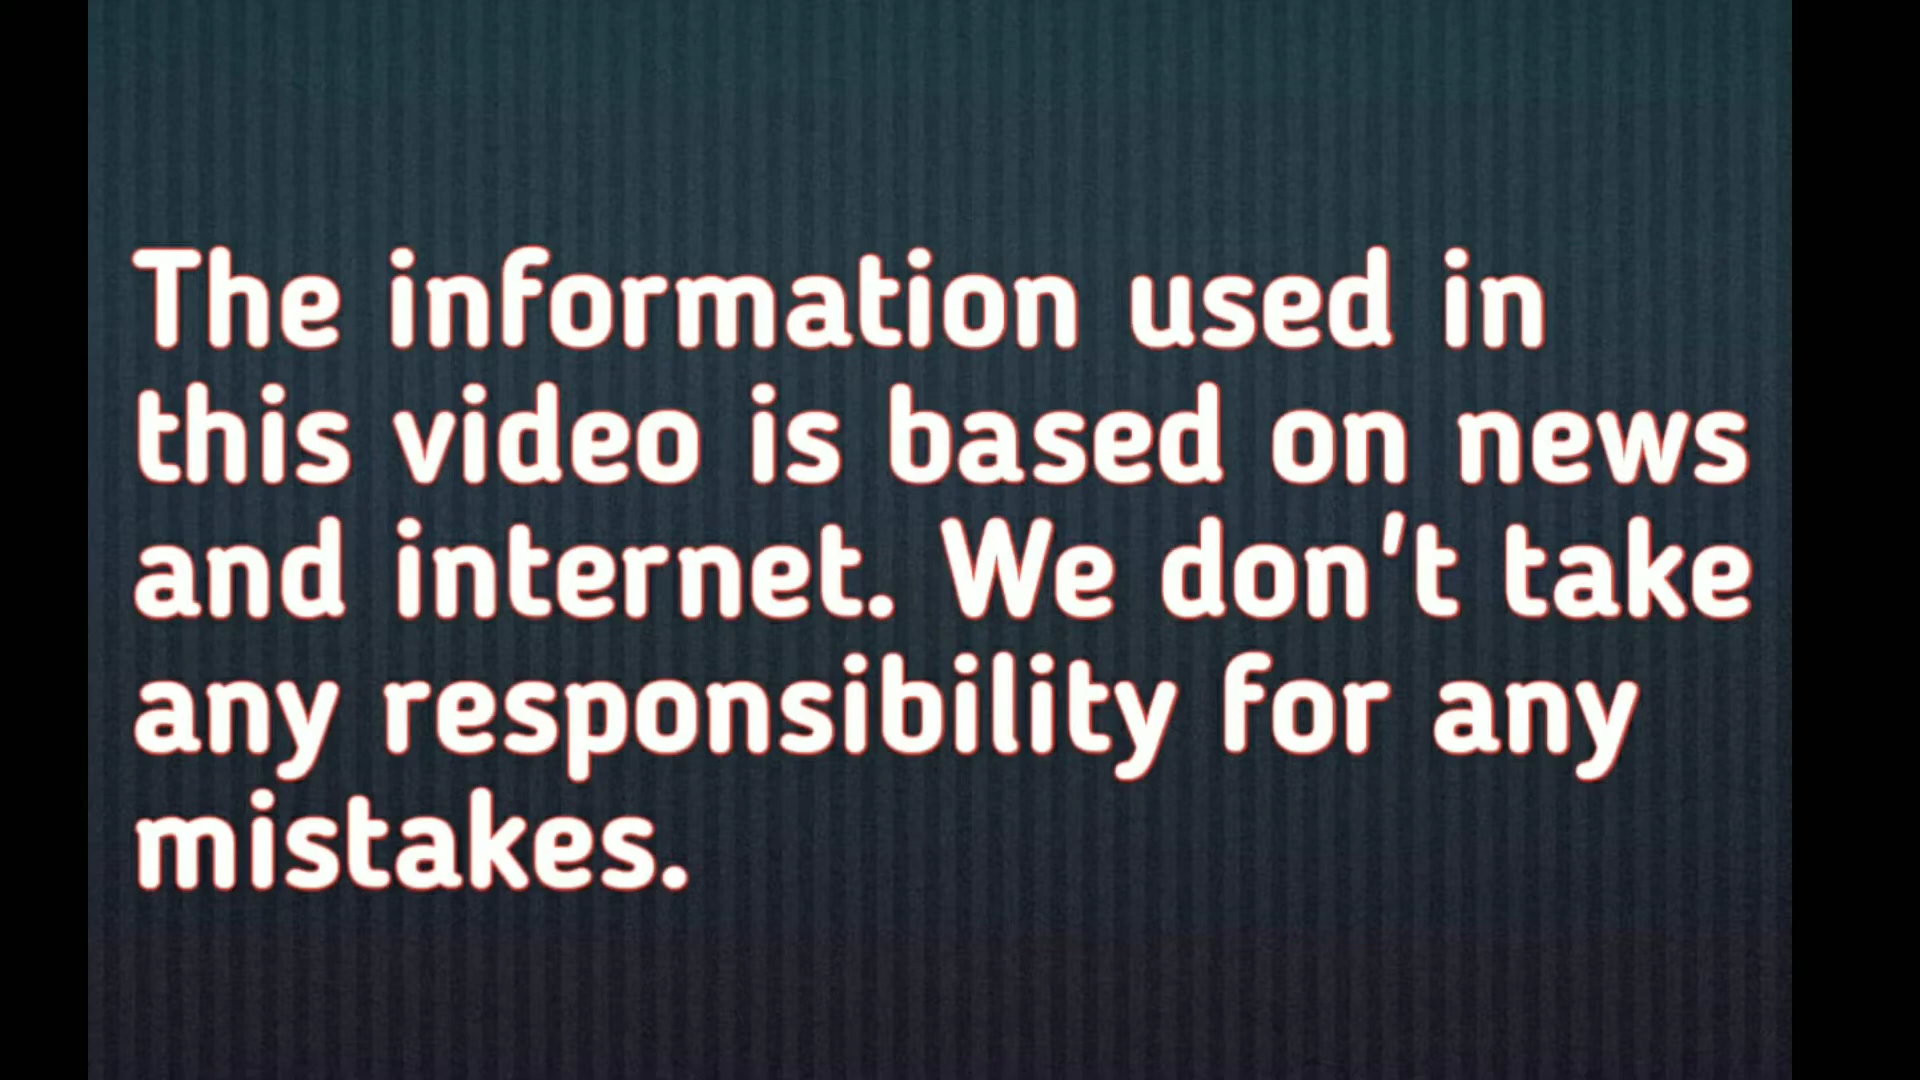 The information used in
this video is based on news
and internet. We don't take
any responsibility for any
mistakes.